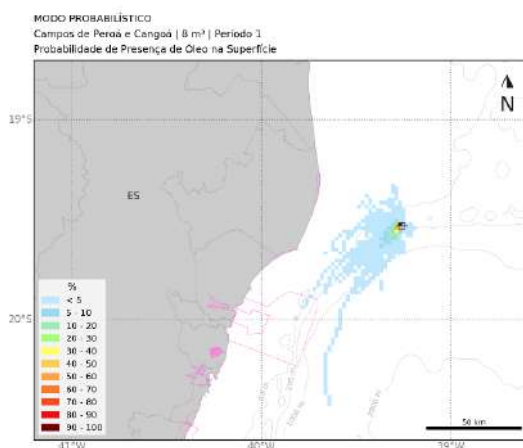 MODO PROBABILÍSTICO
Campos de Peroá e Cangoá | 8 m³ | Período 1
Probabilidade de Presença de Óleo na Superfície
N
19°S
ES
%
< 5
5 - 10
10 - 20
20 - 30
30 - 40
40 - 50
50 - 60
60 - 70
70 - 80
80 - 90
90 - 100
20°S
50 km
41°W
40°W
39°W